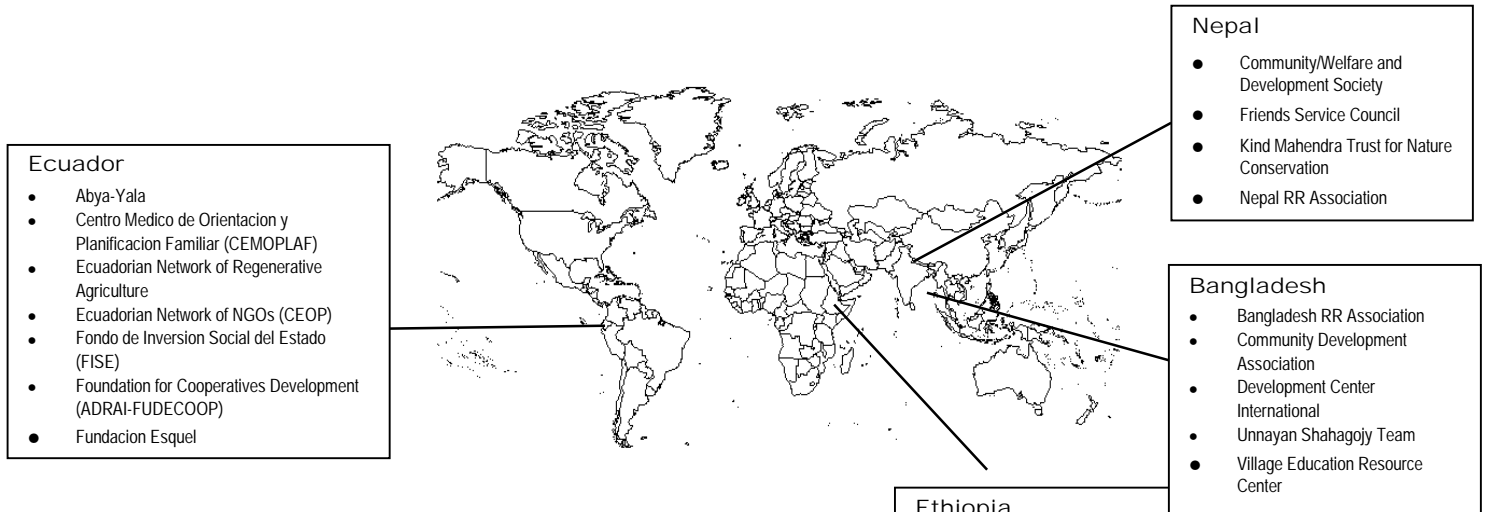 Nepal
● Community/Welfare and
Development Society
● Friends Service Council
● Kind Mahendra Trust for Nature
Conservation
● Nepal RR Association
Ecuador
● Abya-Yala
● Centro Medico de Orientacion y
Planificacion Familiar (CEMOPLAF)
● Ecuadorian Network of Regenerative
Agriculture
● Ecuadorian Network of NGOs (CEOP)
● Fondo de Inversion Social del Estado
(FISE)
● Foundation for Cooperatives Development
(ADRAI-FUDECOOP)
● Fundacion Esquel
Bangladesh
● Bangladesh RR Association
● Community Development
Association
● Development Center
International
● Unnayan Shahagojy Team
● Village Education Resource
Center
Ethiopia